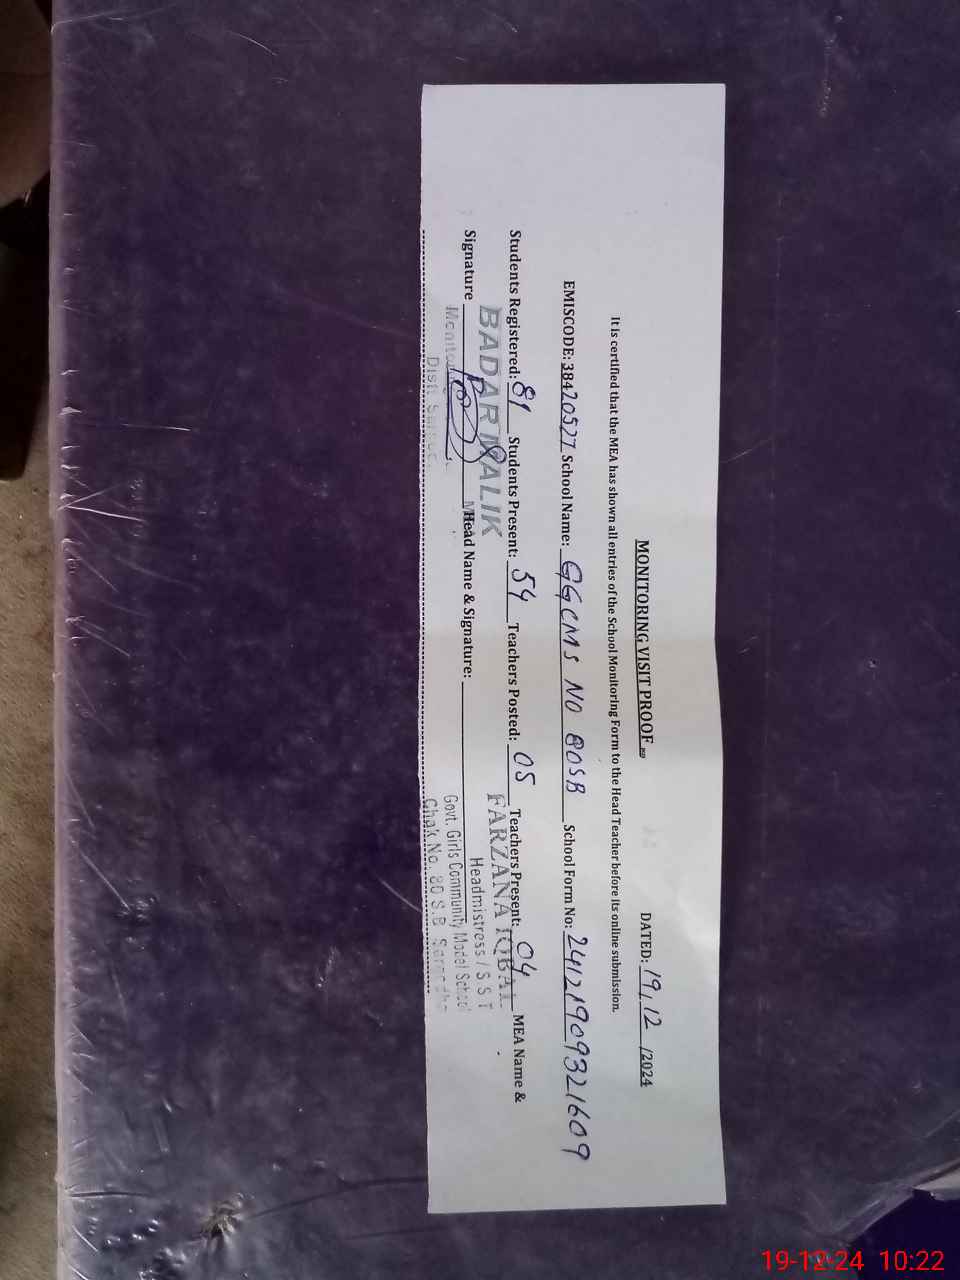 MONITORING VISIT PROOF DATED: 19,12 /2024
It is certified that the MEA has shown all entries of the School Monitoring Form to the Head Teacher before its online submission.
EMISCODE: 38420527 School Name: GGCMS NO 80SB School Form No: 24121909321609
Students Registered: 81 Students Present: 54 Teachers Posted: 05 Teachers Present: 04 MEA Name &
Signature Head Name & Signature:
BADAR MALIK
Dist.
FARZANA IQBAL
Headmistress / S S T
Govt. Girls Community Model School
Chak No. 80 S.B
19-12-24 10:22